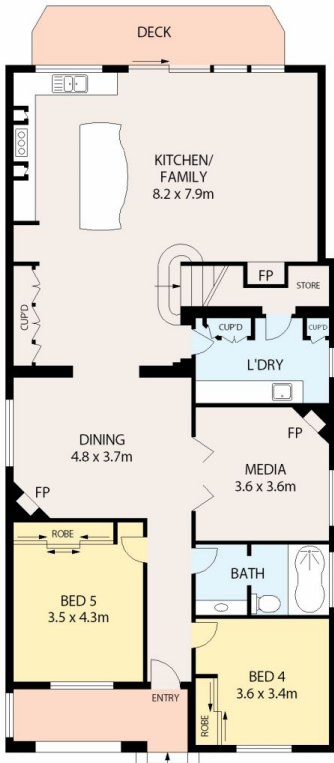 DECK
KITCHEN/
FAMILY
8.2 x 7.9m
FP
STORE
CUP'D
CUP'D
CUP'D
L'DRY
DINING
4.8 x 3.7m
FP
MEDIA
3.6 x 3.6m
FP
ROBE
BED 5
3.5 x 4.3m
BATH
BED 4
3.6 x 3.4m
ROBE
ENTRY